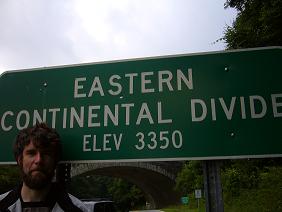 EASTERN
CONTINENTAL DIVIDE
ELEV 3350